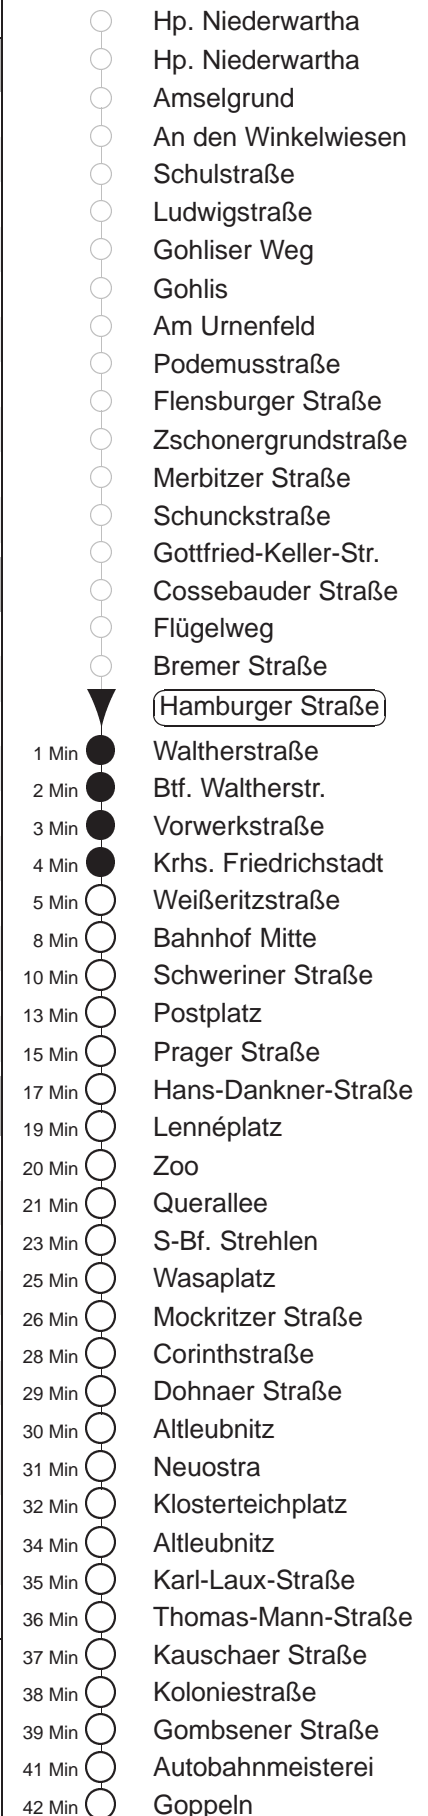 Hp. Niederwartha
Hp. Niederwartha
Amselgrund
An den Winkelwiesen
Schulstraße
Ludwigstraße
Gohliser Weg
Gohlis
Am Urnenfeld
Podemusstraße
Flensburger Straße
Zschonergrundstraße
Merbitzer Straße
Schunckstraße
Gottfried-Keller-Str.
Cossebauder Straße
Flügelweg
Bremer Straße
Hamburger Straße
1 Min Waltherstraße
2 Min Btf. Waltherstr.
3 Min Vorwerkstraße
4 Min Krhs. Friedrichstadt
5 Min Weißeritzstraße
8 Min Bahnhof Mitte
10 Min Schweriner Straße
13 Min Postplatz
15 Min Prager Straße
17 Min Hans-Dankner-Straße
19 Min Lennéplatz
20 Min Zoo
21 Min Querallee
23 Min S-Bf. Strehlen
25 Min Wasaplatz
26 Min Mockritzer Straße
28 Min Corinthstraße
29 Min Dohnaer Straße
30 Min Altleubnitz
31 Min Neuostra
32 Min Klosterteichplatz
34 Min Altleubnitz
35 Min Karl-Laux-Straße
36 Min Thomas-Mann-Straße
37 Min Kauschaer Straße
38 Min Koloniestraße
39 Min Gombsener Straße
41 Min Autobahnmeisterei
42 Min Goppeln